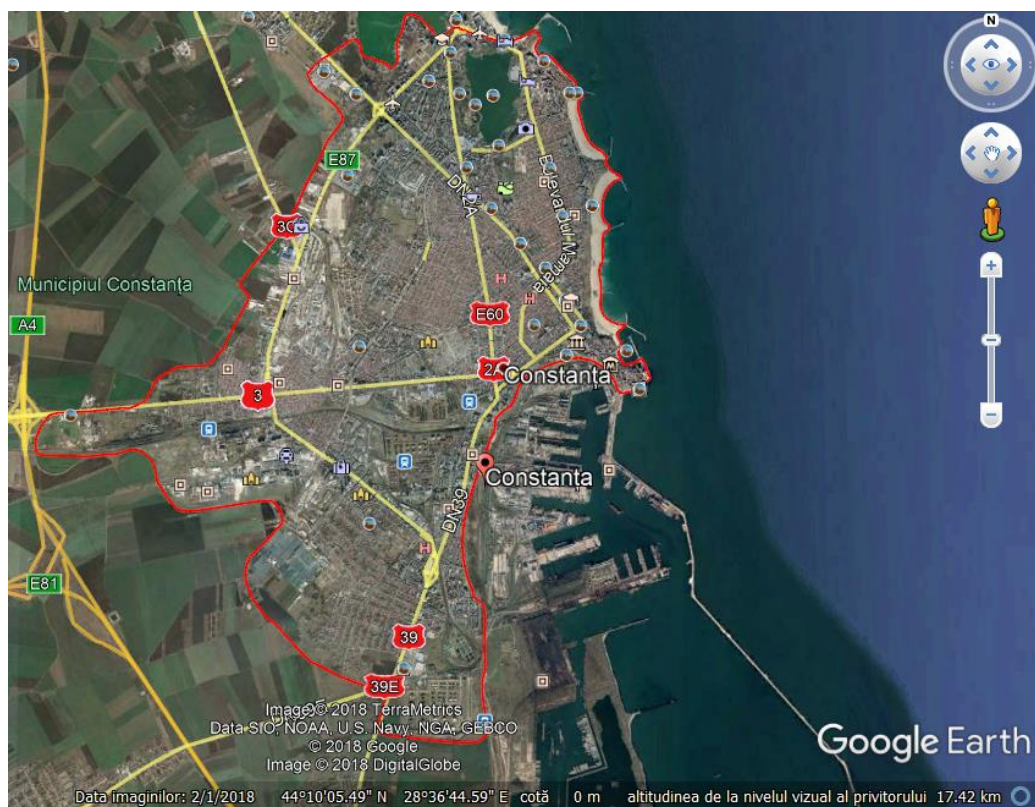 N
E87
DN2A
Bulevardul Mamaia
3C
Municipiul Constanța
A4
E60
2A
Constanța
3
Constanta
DN39
E81
39
39E
Image © 2018 TerraMetrics
Data SIO, NOAA, U.S. Navy, NGA, GEBCO
© 2018 Google
Image © 2018 DigitalGlobe
Google Earth
Data imaginilor: 2/1/2018 44°10'05.49" N 28°36'44.59" E cotă 0 m altitudinea de la nivelul vizual al privitorului 17.42 km